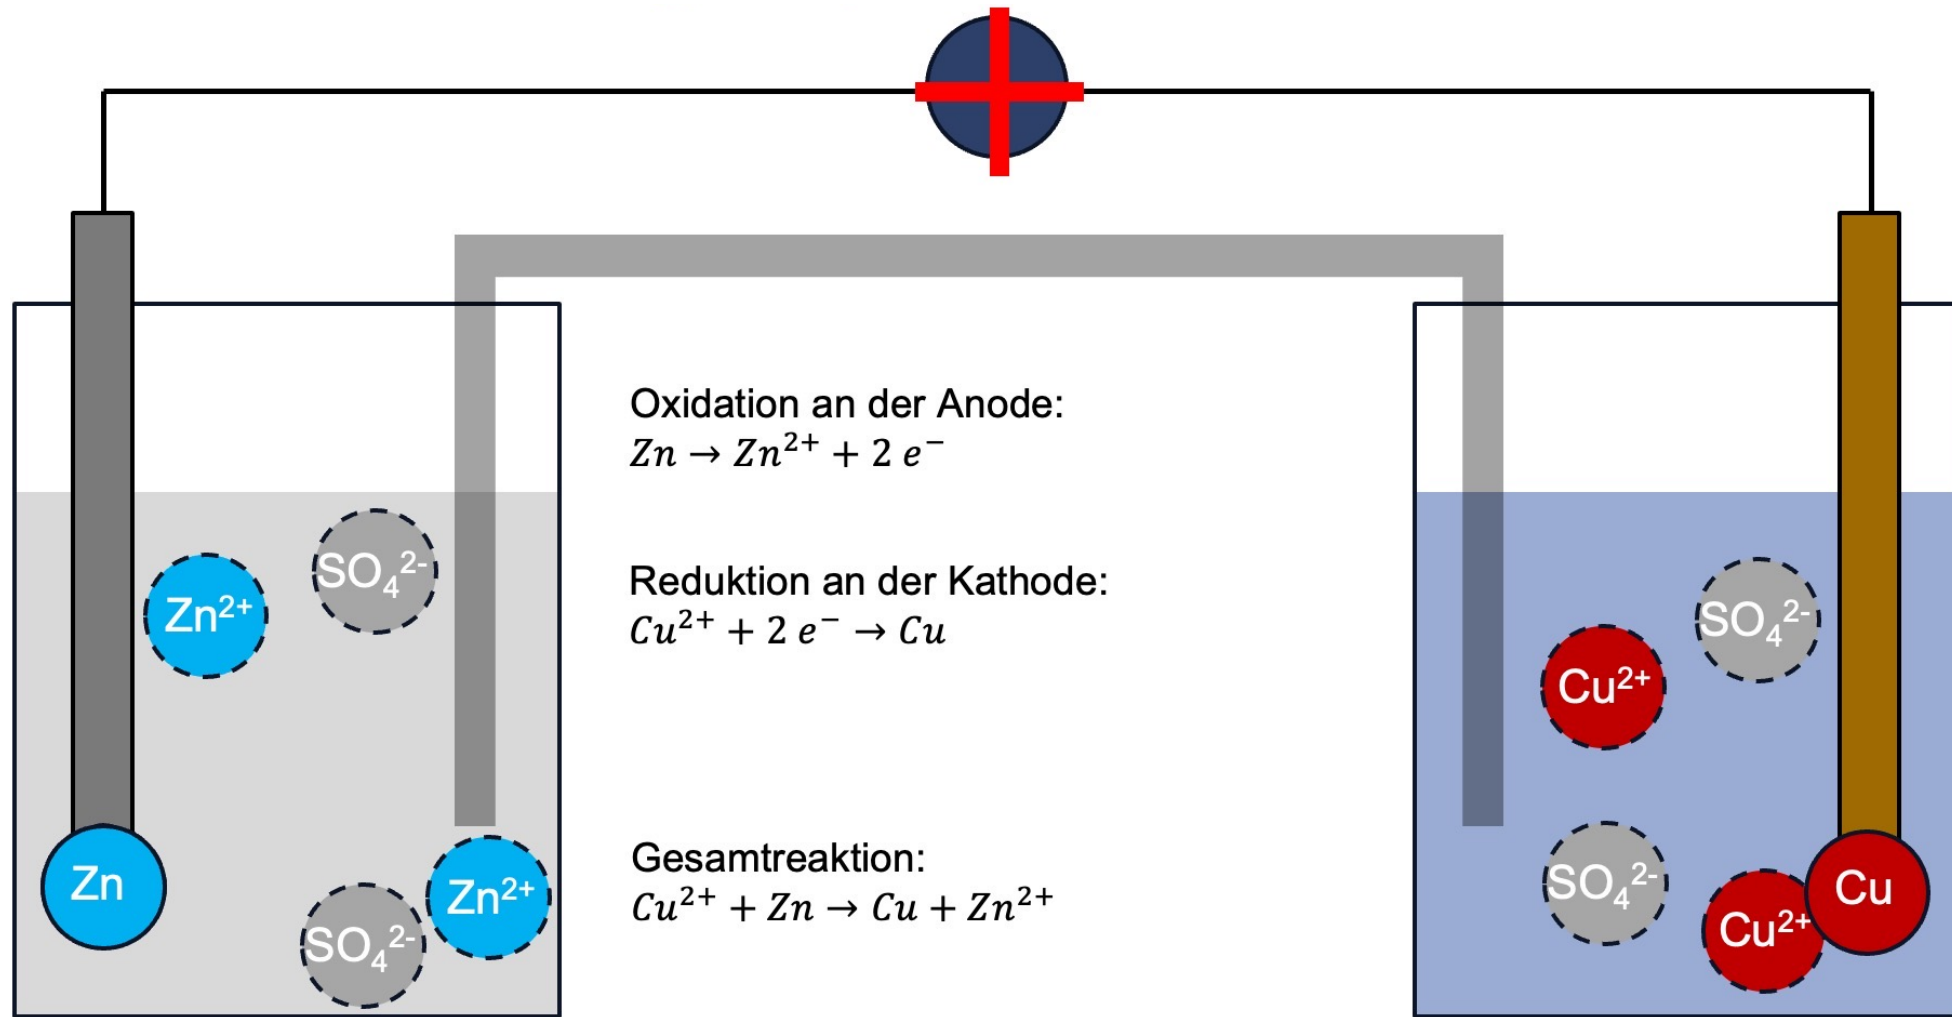 Oxidation an der Anode:
Zn → Zn²⁺ + 2 e⁻
Reduktion an der Kathode:
Cu²⁺ + 2 e⁻ → Cu
Gesamtreaktion:
Cu²⁺ + Zn → Cu + Zn²⁺
SO₄²⁻
Zn²⁺
Zn
Zn²⁺
SO₄²⁻
SO₄²⁻
Cu²⁺
SO₄²⁻
Cu
Cu²⁺